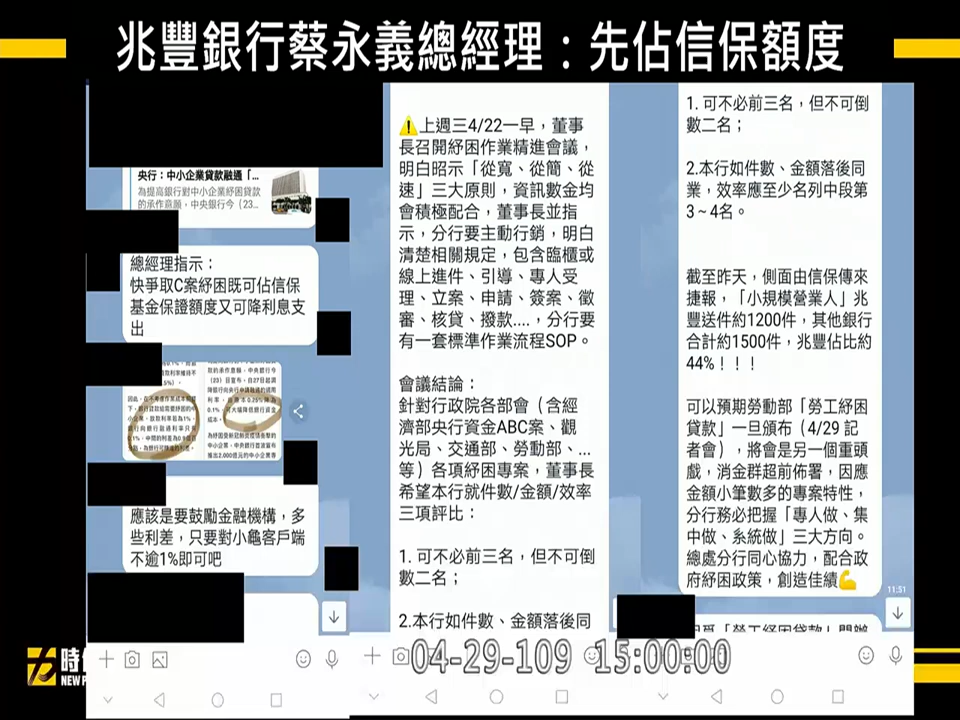 兆豐銀行蔡永義總經理：先佔信保額度
央行：中小企業貸款融通「...
為提高銀行對中小企業紓困貸款
的承作意願，中央銀行今（23)...
總經理指示：
快爭取C案紓困既可佔信保
基金保證額度又可降利息支
出
應該是要鼓勵金融機構，多
些利差，只要對小龜客戶端
不逾1%即可吧
⚠️上週三4/22一早，董事
長召開紓困作業精進會議，
明白昭示「從寬、從簡、從
速」三大原則，資訊數金均
會積極配合，董事長並指
示，分行要主動行銷，明白
清楚相關規定，包含臨櫃或
線上進件、引導、專人受
理、立案、申請、簽案、徵
審、核貸、撥款....，分行要
有一套標準作業流程SOP。
會議結論：
針對行政院各部會（含經
濟部央行資金ABC案、觀
光局、交通部、勞動部、...
等）各項紓困專案，董事長
希望本行就件數/金額/效率
三項評比：
1. 可不必前三名，但不可倒
數二名；
2.本行如件數、金額落後同
1. 可不必前三名，但不可倒
數二名；
2.本行如件數、金額落後同
業，效率應至少名列中段第
3～4名。
截至昨天，側面由信保傳來
捷報，「小規模營業人」兆
豐送件約1200件，其他銀行
合計約1500件，兆豐佔比約
44%！！！
可以預期勞動部「勞工紓困
貸款」一旦頒布（4/29 記
者會），將會是另一個重頭
戲，消金群超前佈署，因應
金額小筆數多的專案特性，
分行務必把握「專人做、集
中做、系統做」三大方向。
總處分行同心協力，配合政
府紓困政策，創造佳績💪
11:51
04-29-109 15:00:00